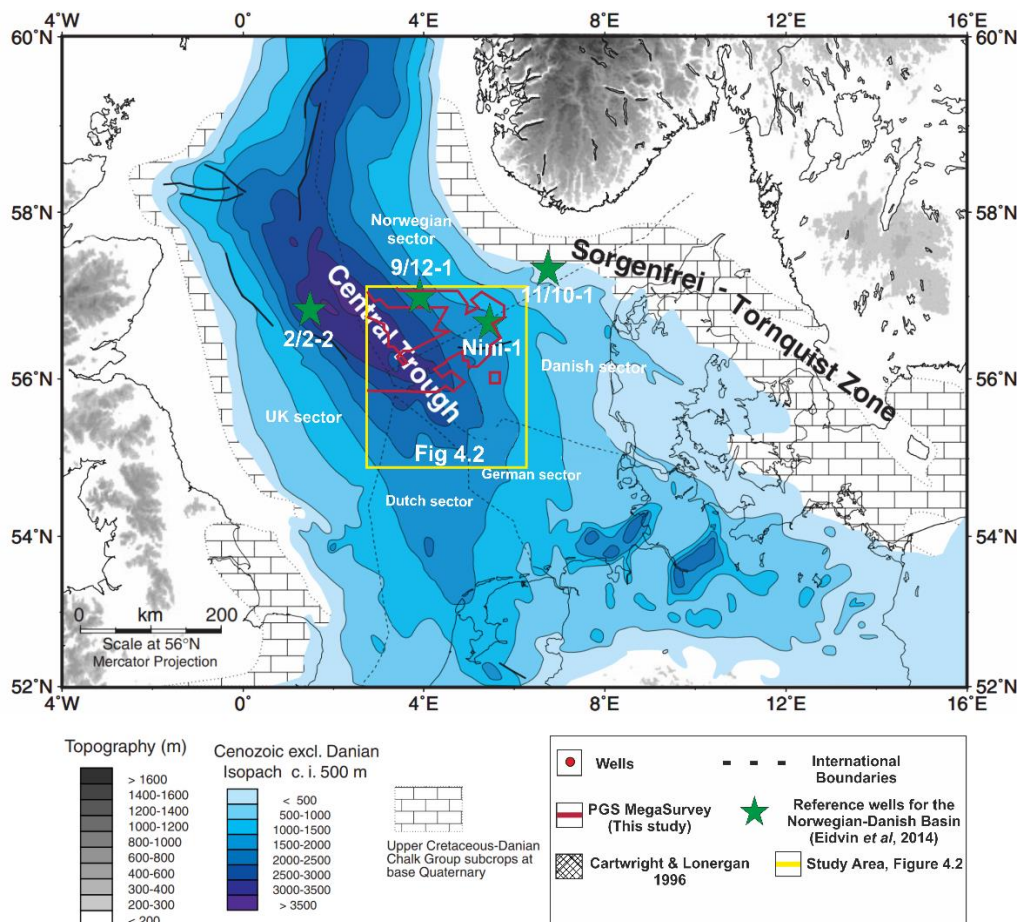 4°W 0° 4°E 8°E 12°E 16°E
60°N 60°N
58°N 58°N
56°N 56°N
54°N 54°N
52°N 52°N
4°W 0° 4°E 8°E 12°E 16°E
Norwegian
sector
9/12-1
11/10-1
2/2-2
Nini-1
Central Trough
Sorgenfrei - Tornquist Zone
Danish sector
UK sector
Fig 4.2
German sector
Dutch sector
0 km 200
Scale at 56°N
Mercator Projection
Topography (m)
> 1600
1400-1600
1200-1400
1000-1200
800-1000
600-800
400-600
300-400
200-300
< 200
Cenozoic excl. Danian
Isopach c. i. 500 m
< 500
500-1000
1000-1500
1500-2000
2000-2500
2500-3000
3000-3500
> 3500
Upper Cretaceous-Danian
Chalk Group subcrops at
base Quaternary
Wells
International
Boundaries
PGS MegaSurvey
(This study)
Reference wells for the
Norwegian-Danish Basin
(Eidvin et al, 2014)
Cartwright & Lonergan
1996
Study Area, Figure 4.2